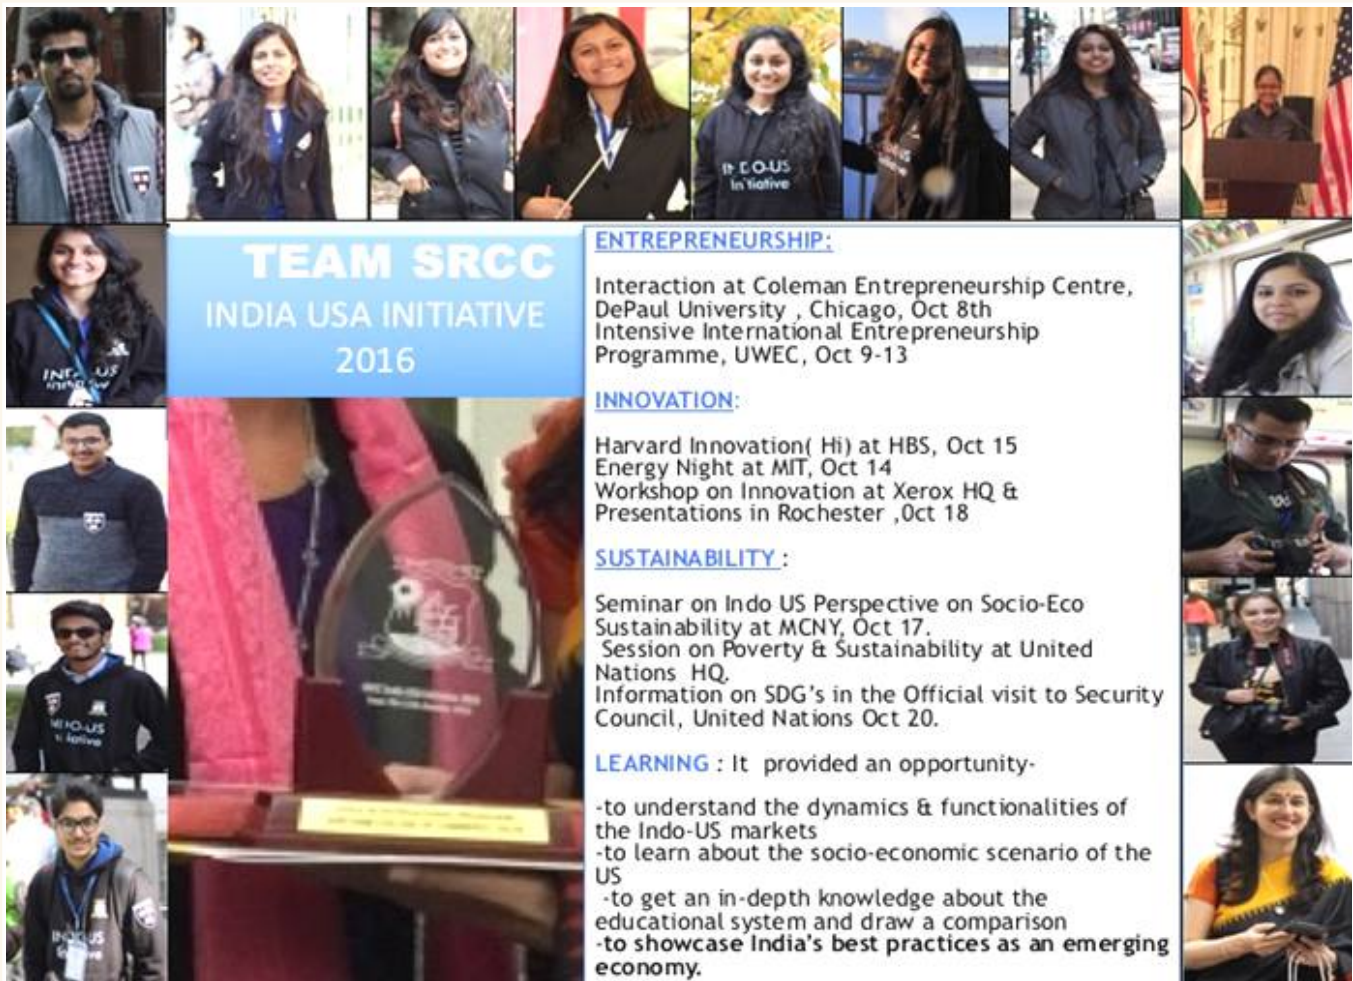 TEAM SRCC
INDIA USA INITIATIVE
2016
ENTREPRENEURSHIP:
Interaction at Coleman Entrepreneurship Centre,
DePaul University , Chicago, Oct 8th
Intensive International Entrepreneurship
Programme, UWEC, Oct 9-13
INNOVATION:
Harvard Innovation( Hi) at HBS, Oct 15
Energy Night at MIT, Oct 14
Workshop on Innovation at Xerox HQ &
Presentations in Rochester ,0ct 18
SUSTAINABILITY :
Seminar on Indo US Perspective on Socio-Eco
Sustainability at MCNY, Oct 17.
Session on Poverty & Sustainability at United
Nations HQ.
Information on SDG's in the Official visit to Security
Council, United Nations Oct 20.
LEARNING : It provided an opportunity-
-to understand the dynamics & functionalities of
the Indo-US markets
-to learn about the socio-economic scenario of the
US
-to get an in-depth knowledge about the
educational system and draw a comparison
-to showcase India's best practices as an emerging
economy.
INDO-US
Initiative